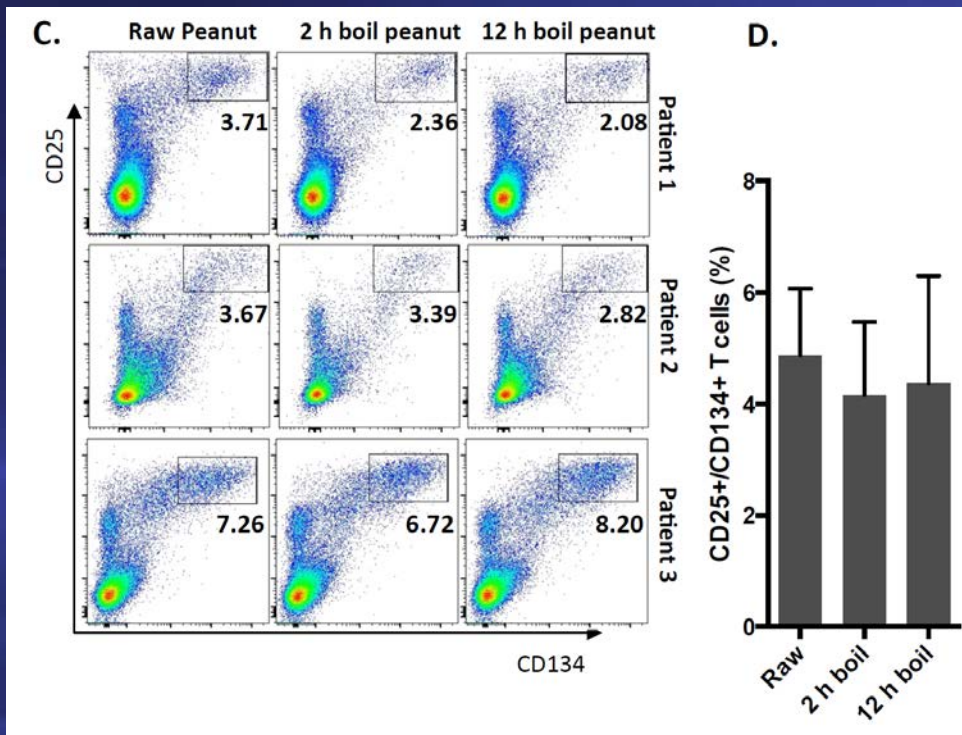 C.
Raw Peanut 2 h boil peanut 12 h boil peanut
CD25
3.71 2.36 2.08
Patient 1
3.67 3.39 2.82
Patient 2
7.26 6.72 8.20
Patient 3
CD134
D.
CD25+/CD134+ T cells (%)
8
6
4
2
0
Raw
2 h boil
12 h boil